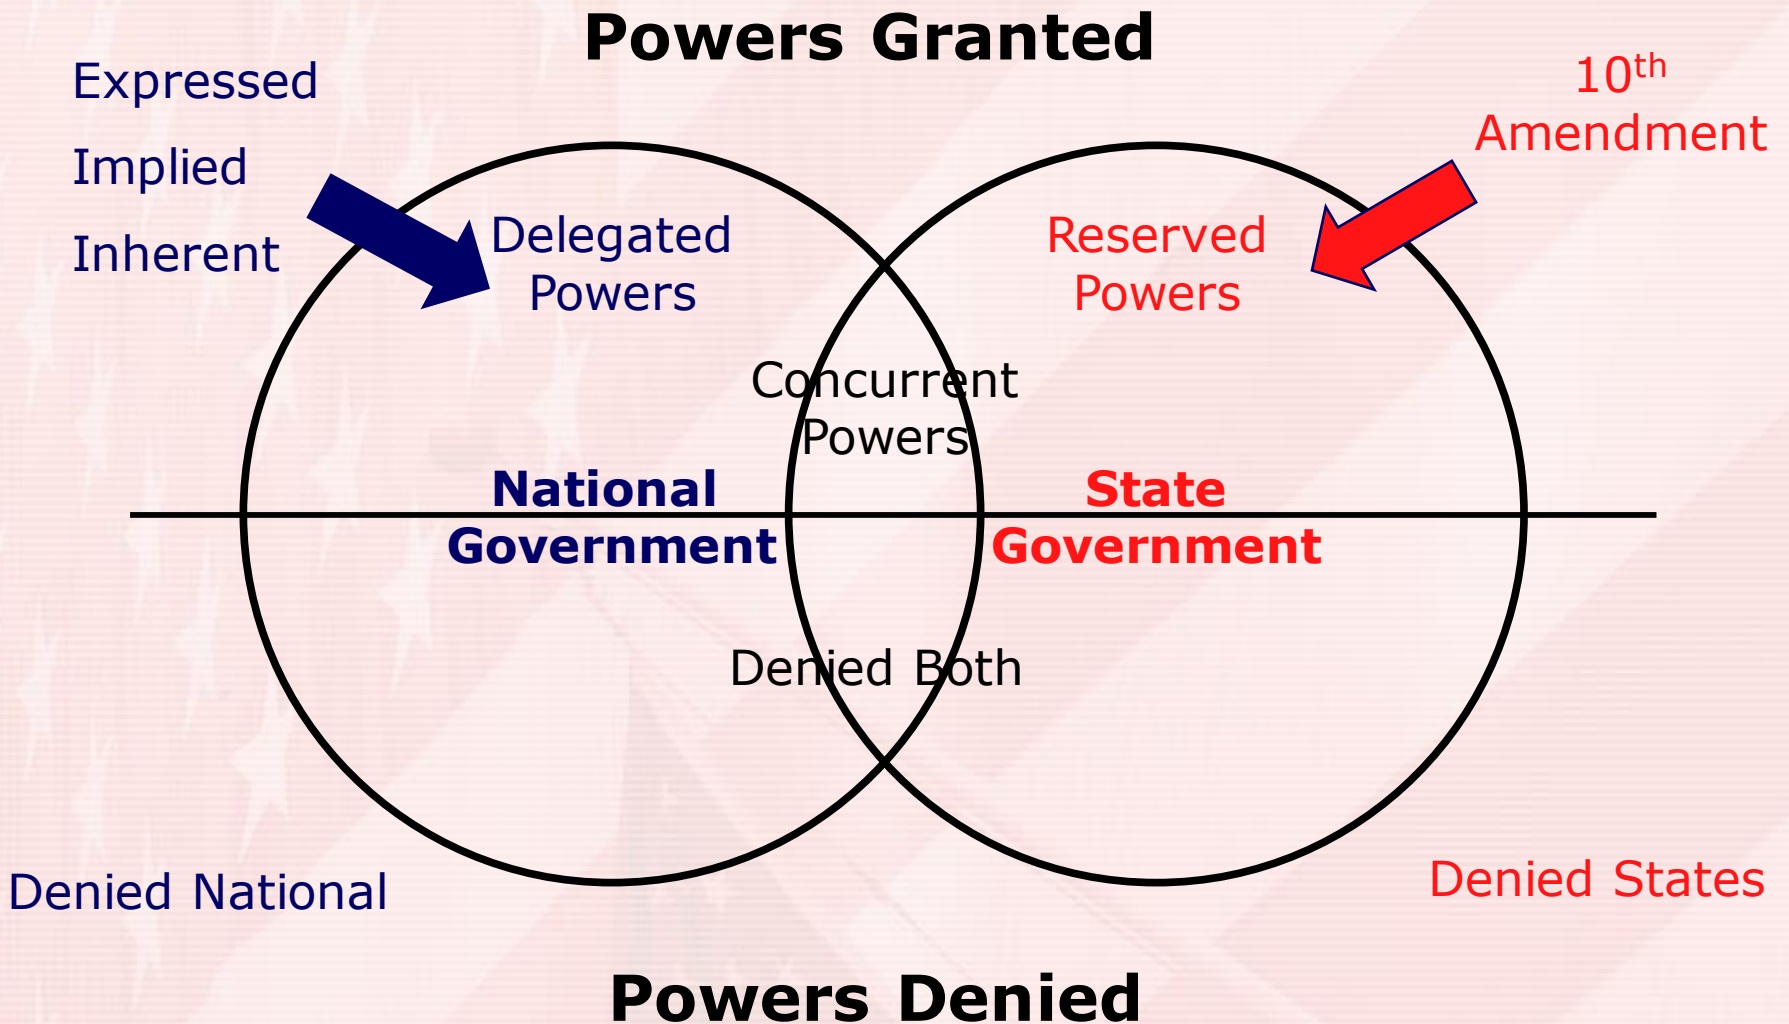 Powers Granted
Expressed
Implied
Inherent
10th
Amendment
Delegated
Powers
Reserved
Powers
Concurrent
Powers
National
Government
State
Government
Denied Both
Denied National
Denied States
Powers Denied